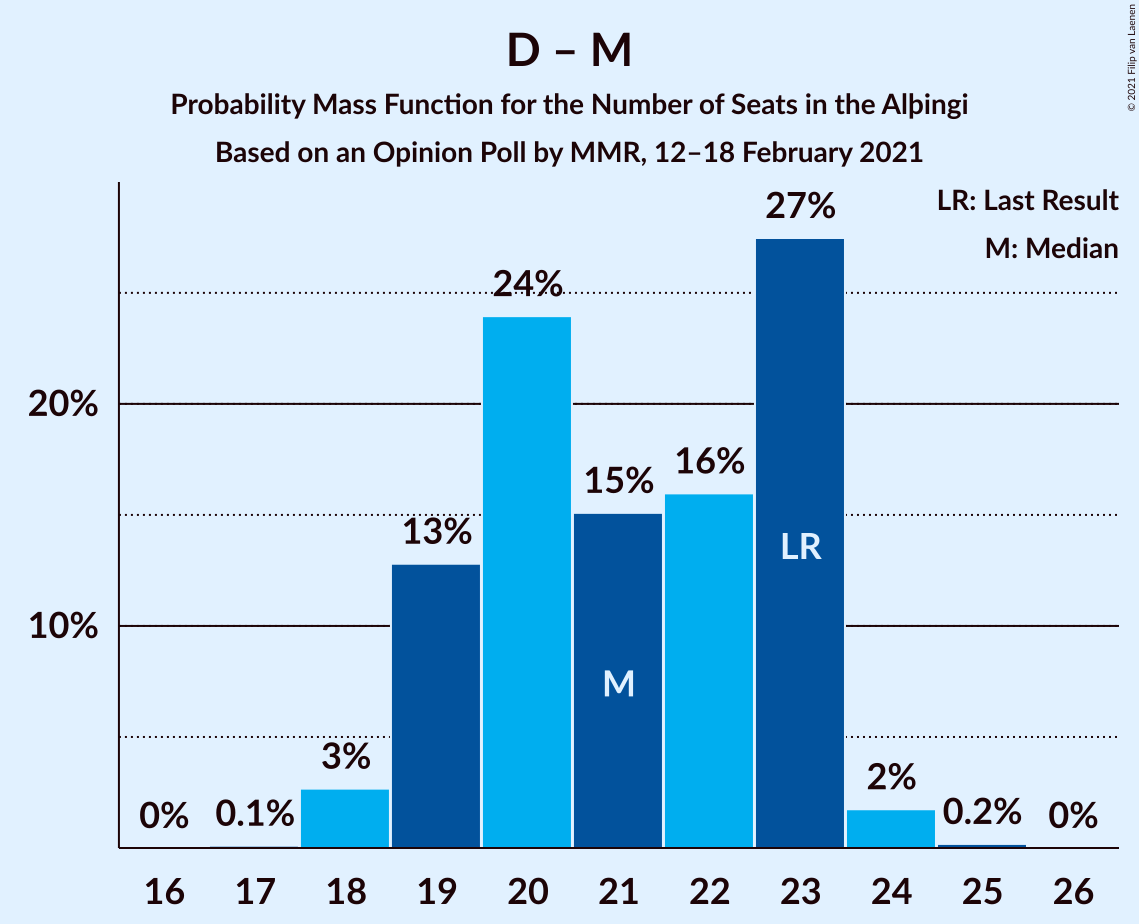 D – M
Probability Mass Function for the Number of Seats in the Alþingi
Based on an Opinion Poll by MMR, 12–18 February 2021
© 2021 Filip van Laenen
LR: Last Result
M: Median
20%
10%
0%
0.1%
3%
13%
24%
15%
16%
27%
2%
0.2%
0%
M
LR
16 17 18 19 20 21 22 23 24 25 26